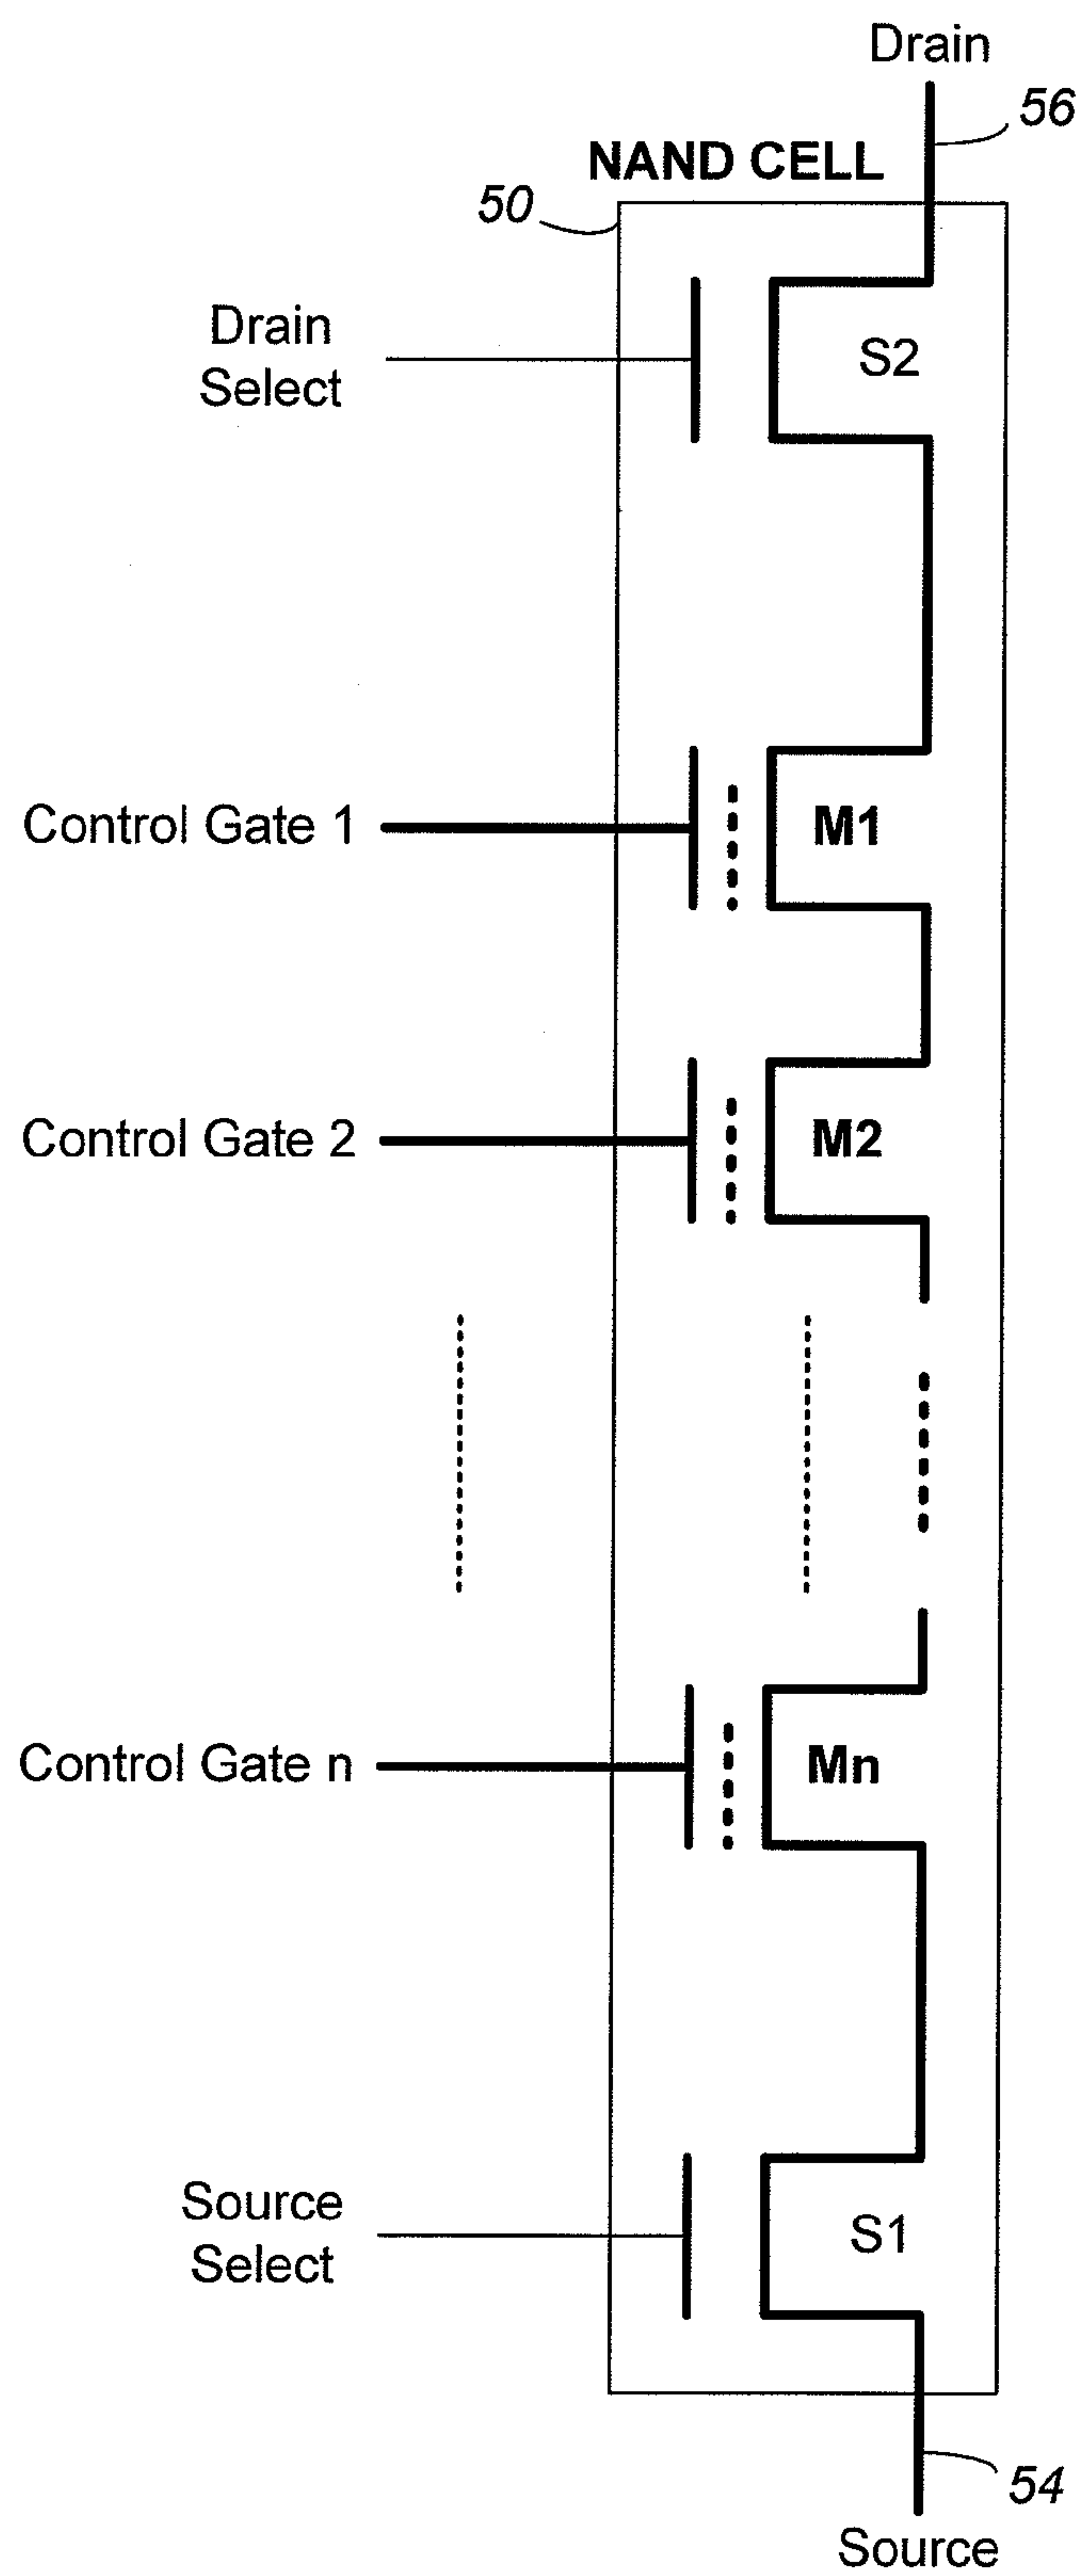 Drain
56
NAND CELL
50
Drain
Select
S2
Control Gate 1
M1
Control Gate 2
M2
Control Gate n
Mn
Source
Select
S1
54
Source